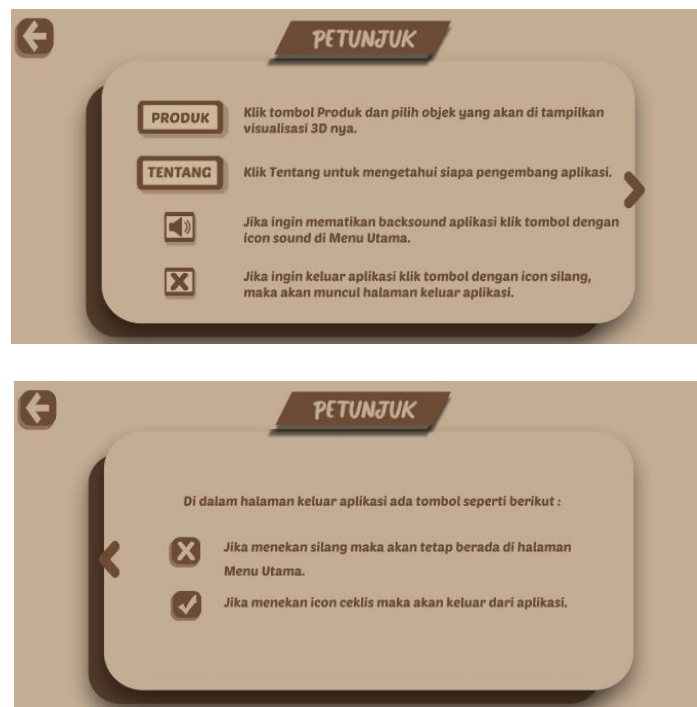 PETUNJUK
PRODUK
Klik tombol Produk dan pilih objek yang akan di tampilkan
visualisasi 3D nya.
TENTANG
Klik Tentang untuk mengetahui siapa pengembang aplikasi.
Jika ingin mematikan backsound aplikasi klik tombol dengan
icon sound di Menu Utama.
Jika ingin keluar aplikasi klik tombol dengan icon silang,
maka akan muncul halaman keluar aplikasi.
PETUNJUK
Di dalam halaman keluar aplikasi ada tombol seperti berikut :
Jika menekan silang maka akan tetap berada di halaman
Menu Utama.
Jika menekan icon ceklis maka akan keluar dari aplikasi.